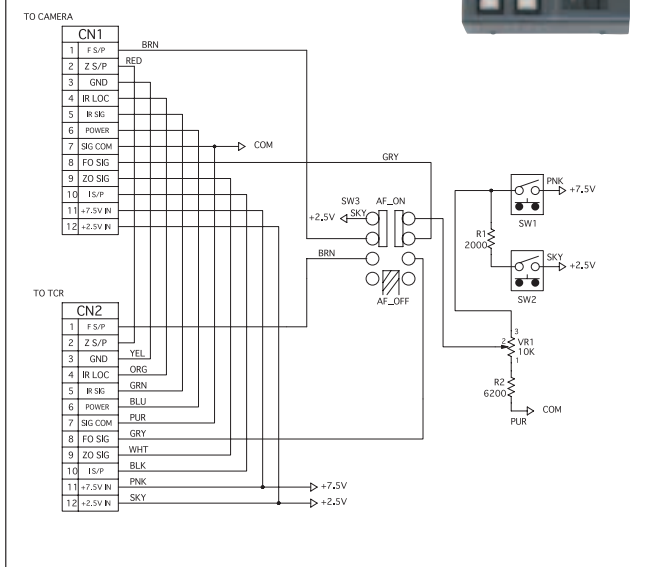 TO CAMERA
CN1
1 F S/P BRN
2 Z S/P RED
3 GND
4 IR LOC
5 IR SIG
6 POWER
7 SIG COM COM
8 FO SIG GRY
9 ZO SIG
10 I S/P
11 +7.5V IN
12 +2.5V IN
SW3 AF_ON
+2.5V SKY
BRN
AF_OFF
PNK +7.5V
SW1
R1
2000
SKY +2.5V
SW2
3
2 VR1
10K
1
R2
6200
COM
PUR
TO TCR
CN2
1 F S/P
2 Z S/P
3 GND YEL
4 IR LOC ORG
5 IR SIG GRN
6 POWER BLU
7 SIG COM PUR
8 FO SIG GRY
9 ZO SIG WHT
10 I S/P BLK
11 +7.5V IN PNK +7.5V
12 +2.5V IN SKY +2.5V